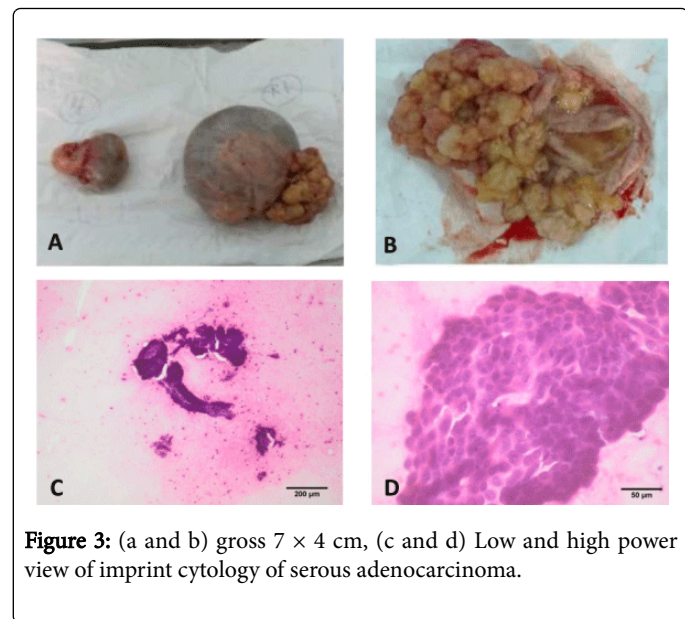 A
B
C
200 µm
D
50 µm
Figure 3: (a and b) gross 7 × 4 cm, (c and d) Low and high power
view of imprint cytology of serous adenocarcinoma.